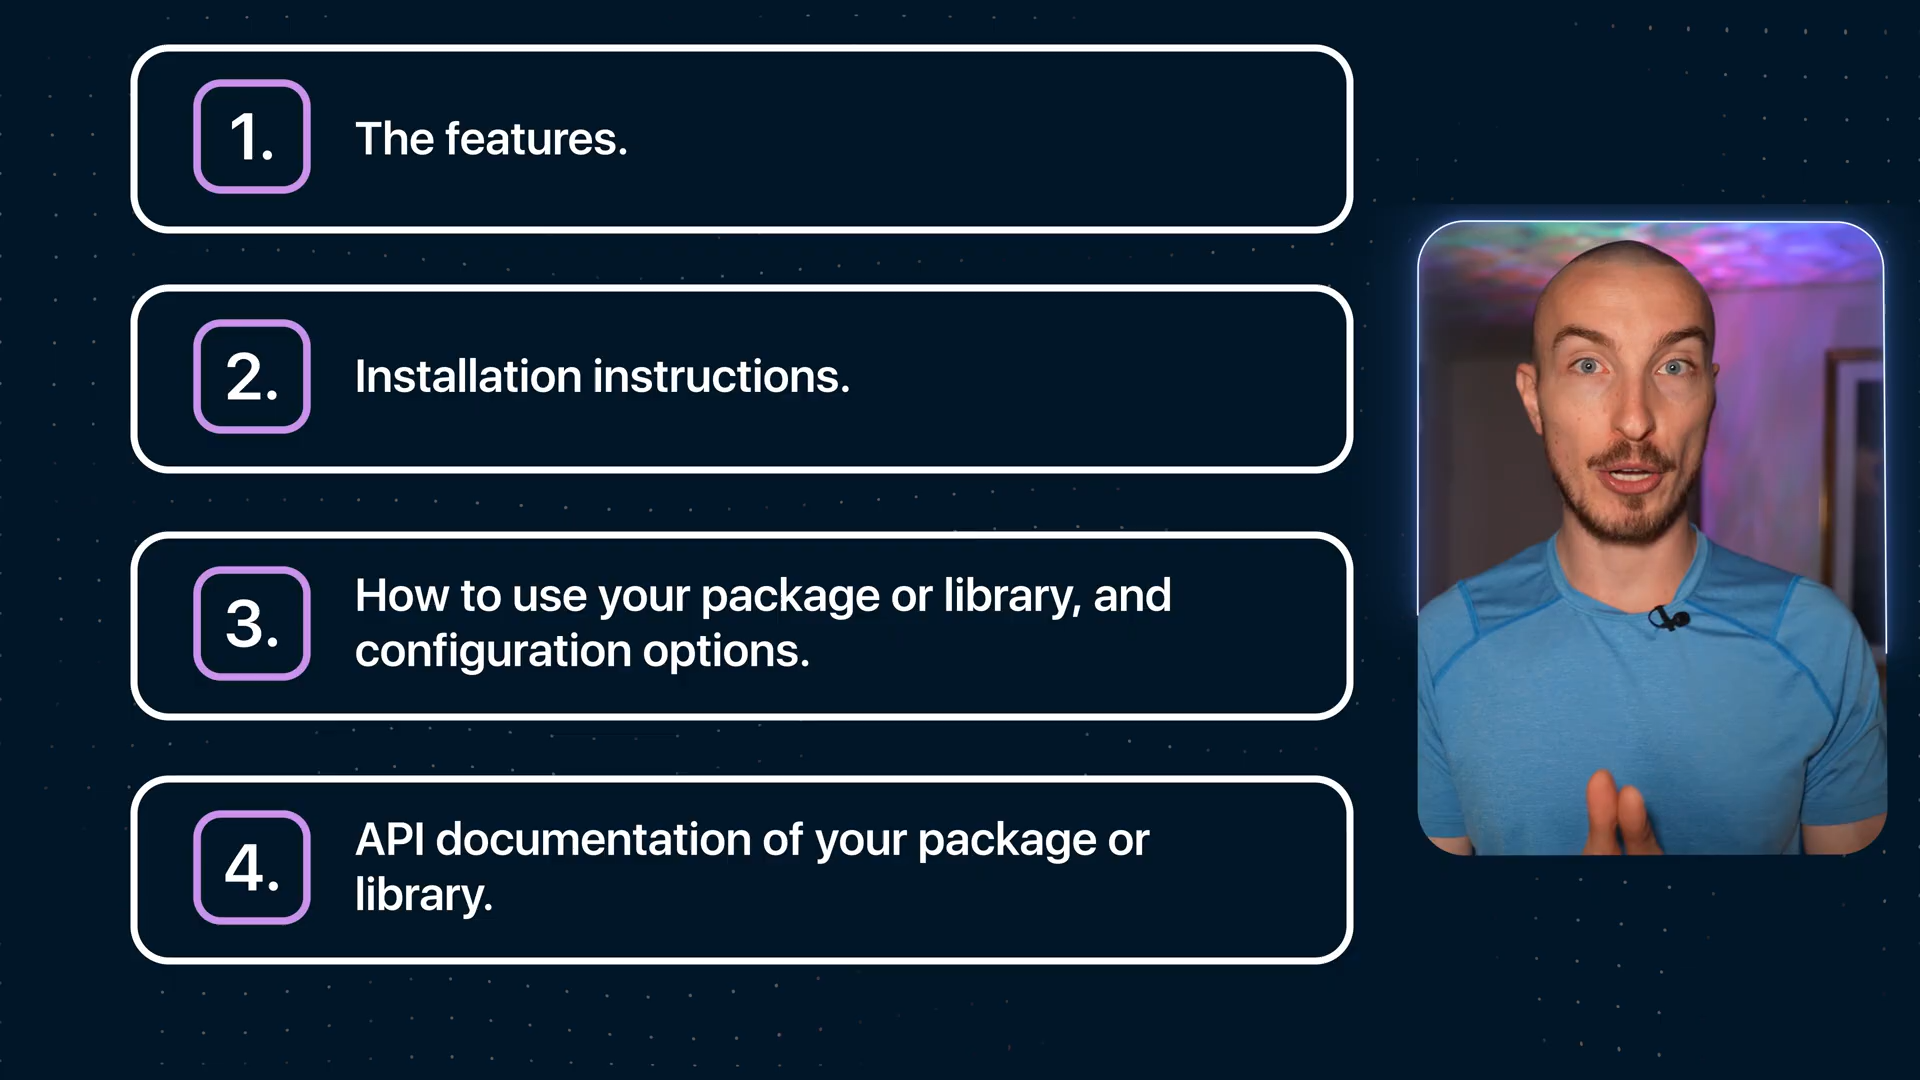 1. The features.
2. Installation instructions.
3. How to use your package or library, and
configuration options.
4. API documentation of your package or
library.